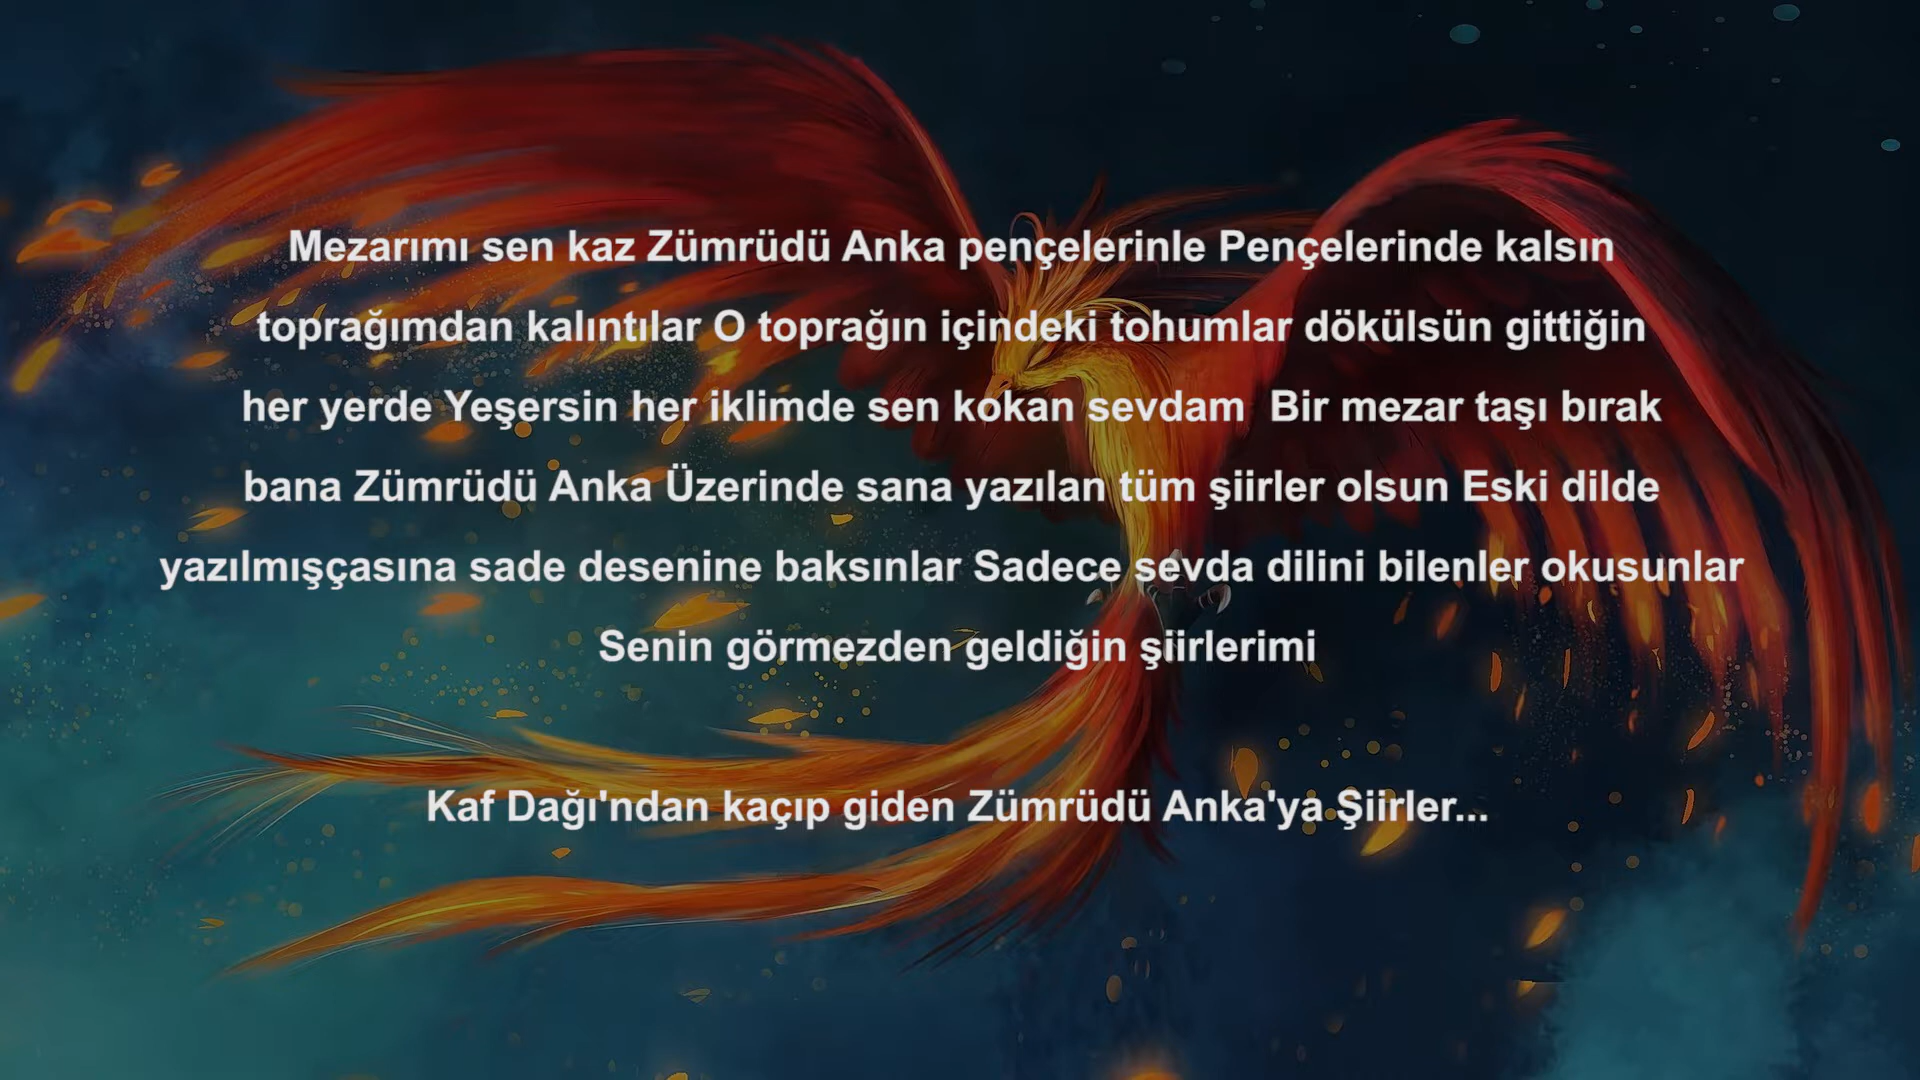 Mezarımı sen kaz Zümrüdü Anka pençelerinle Pençelerinde kalsın
toprağımdan kalıntılar O toprağın içindeki tohumlar dökülsün gittiğin
her yerde Yeşersin her iklimde sen kokan sevdam  Bir mezar taşı bırak
bana Zümrüdü Anka Üzerinde sana yazılan tüm şiirler olsun Eski dilde
yazılmışçasına sade desenine baksınlar Sadece sevda dilini bilenler okusunlar
Senin görmezden geldiğin şiirlerimi
Kaf Dağı'ndan kaçıp giden Zümrüdü Anka'ya Şiirler...